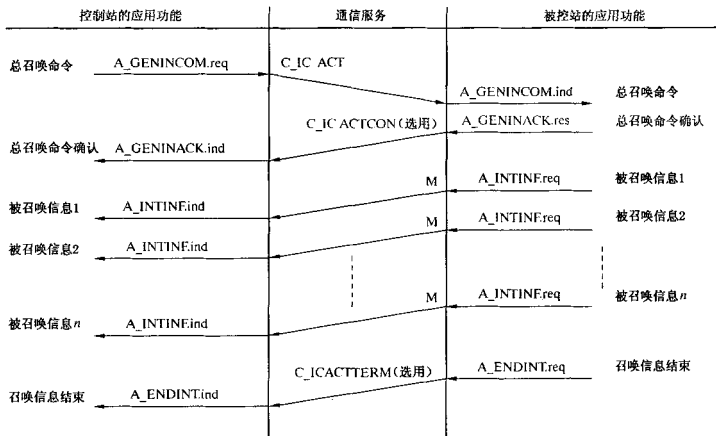 控制站的应用功能 通信服务 被控站的应用功能
总召唤命令 A_GENINCOM.req C_IC ACT
A_GENINCOM.ind 总召唤命令
C_IC ACTCON(选用) A_GENINACK.res 总召唤命令确认
总召唤命令确认 A_GENINACK.ind
M A_INTINF.req 被召唤信息1
被召唤信息1 A_INTINF.ind
M A_INTINF.req 被召唤信息2
被召唤信息2 A_INTINF.ind
M A_INTINF.req 被召唤信息n
被召唤信息n A_INTINF.ind
C_ICACTTERM(选用) A_ENDINT.req 召唤信息结束
召唤信息结束 A_ENDINT.ind